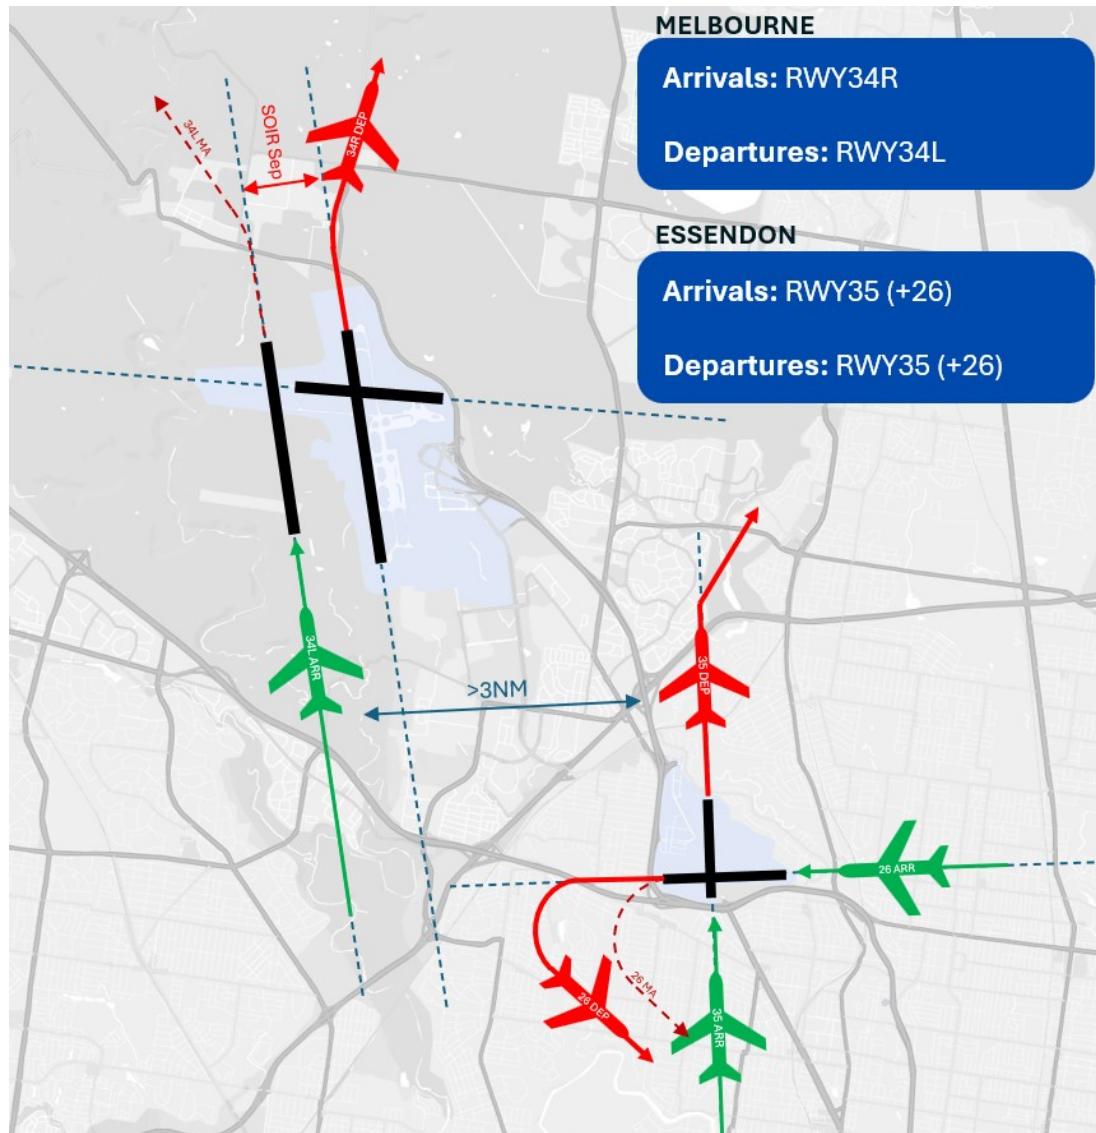 MELBOURNE
Arrivals: RWY34R
Departures: RWY34L
ESSENDON
Arrivals: RWY35 (+26)
Departures: RWY35 (+26)
34L MA
SOIR Sep
34R DEP
34L ARR
>3NM
35 DEP
26 ARR
26 MA
26 DEP
35 ARR